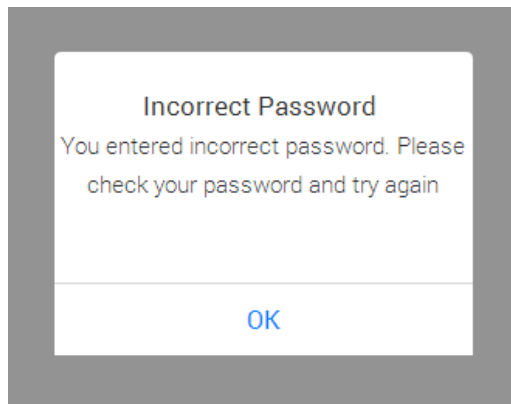 Incorrect Password
You entered incorrect password. Please
check your password and try again
OK